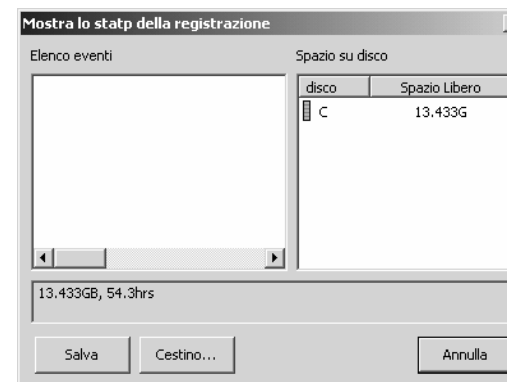 Mostra lo statp della registrazione
Elenco eventi
Spazio su disco
disco Spazio Libero
C 13.433G
13.433GB, 54.3hrs
Salva Cestino... Annulla